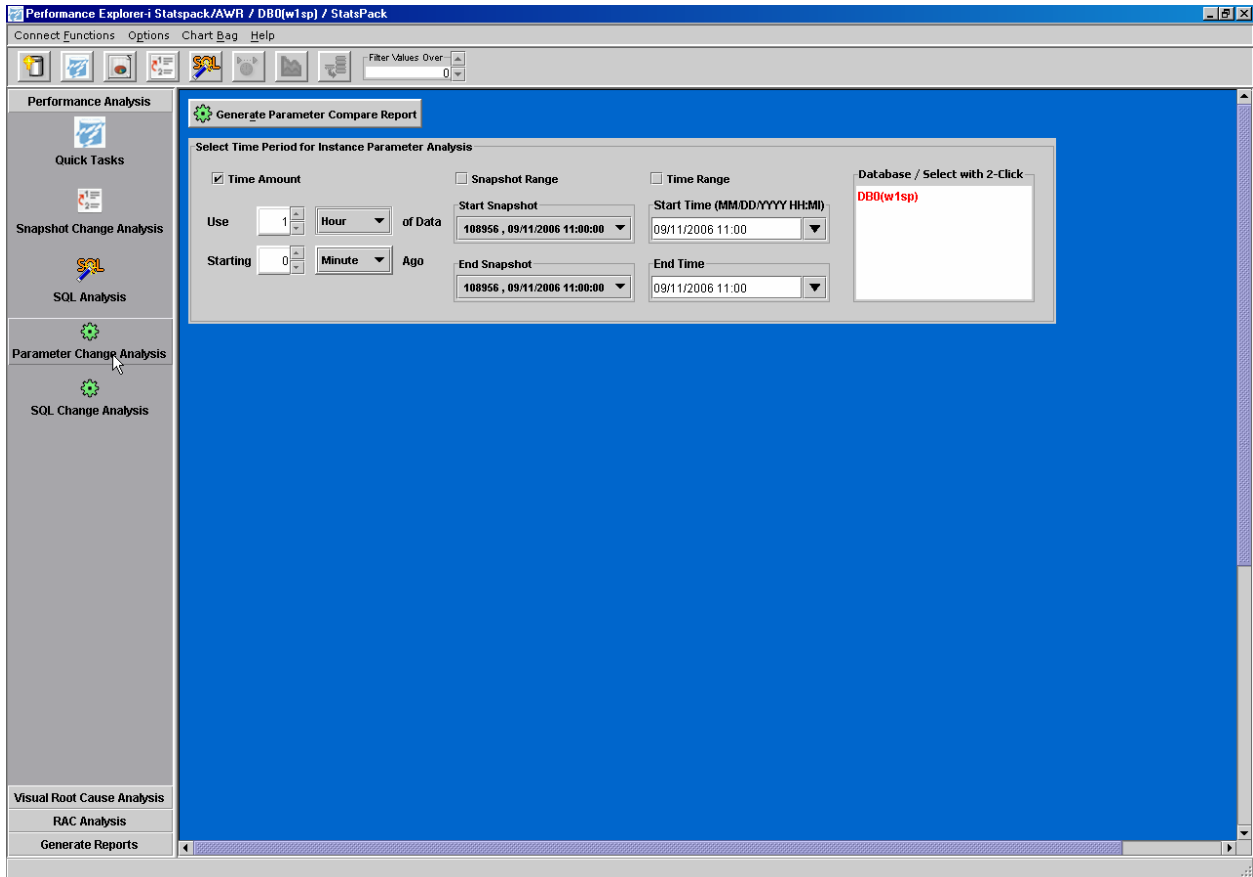 Performance Explorer-i Statspack/AWR / DB0(w1sp) / StatsPack
Connect Functions Options Chart Bag Help
SQL
Filter Values Over
0
Performance Analysis
Quick Tasks
Snapshot Change Analysis
SQL
SQL Analysis
Parameter Change Analysis
SQL Change Analysis
Visual Root Cause Analysis
RAC Analysis
Generate Reports
Generate Parameter Compare Report
Select Time Period for Instance Parameter Analysis
Time Amount
Use 1 Hour of Data
Starting 0 Minute Ago
Snapshot Range
Start Snapshot
108956 , 09/11/2006 11:00:00
End Snapshot
108956 , 09/11/2006 11:00:00
Time Range
Start Time (MM/DD/YYYY HH:MI)
09/11/2006 11:00
End Time
09/11/2006 11:00
Database / Select with 2-Click
DB0(w1sp)